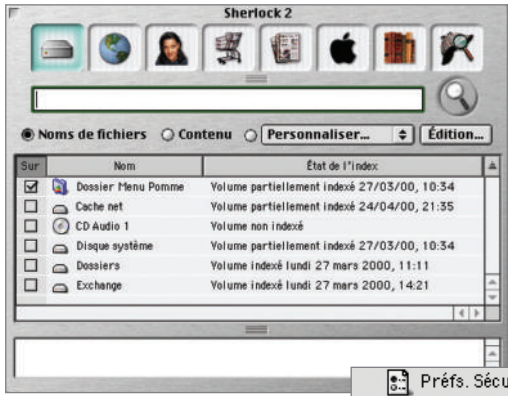 Sherlock 2
Noms de fichiers Contenu Personnaliser... Édition...
Sur Nom État de l'index
Dossier Menu Pomme Volume partiellement indexé 27/03/00, 10:34
Cache net Volume partiellement indexé 24/04/00, 21:35
CD Audio 1 Volume non indexé
Disque système Volume partiellement indexé 27/03/00, 10:34
Dossiers Volume indexé lundi 27 mars 2000, 11:11
Exchange Volume indexé lundi 27 mars 2000, 14:21
Préfs. Sécu